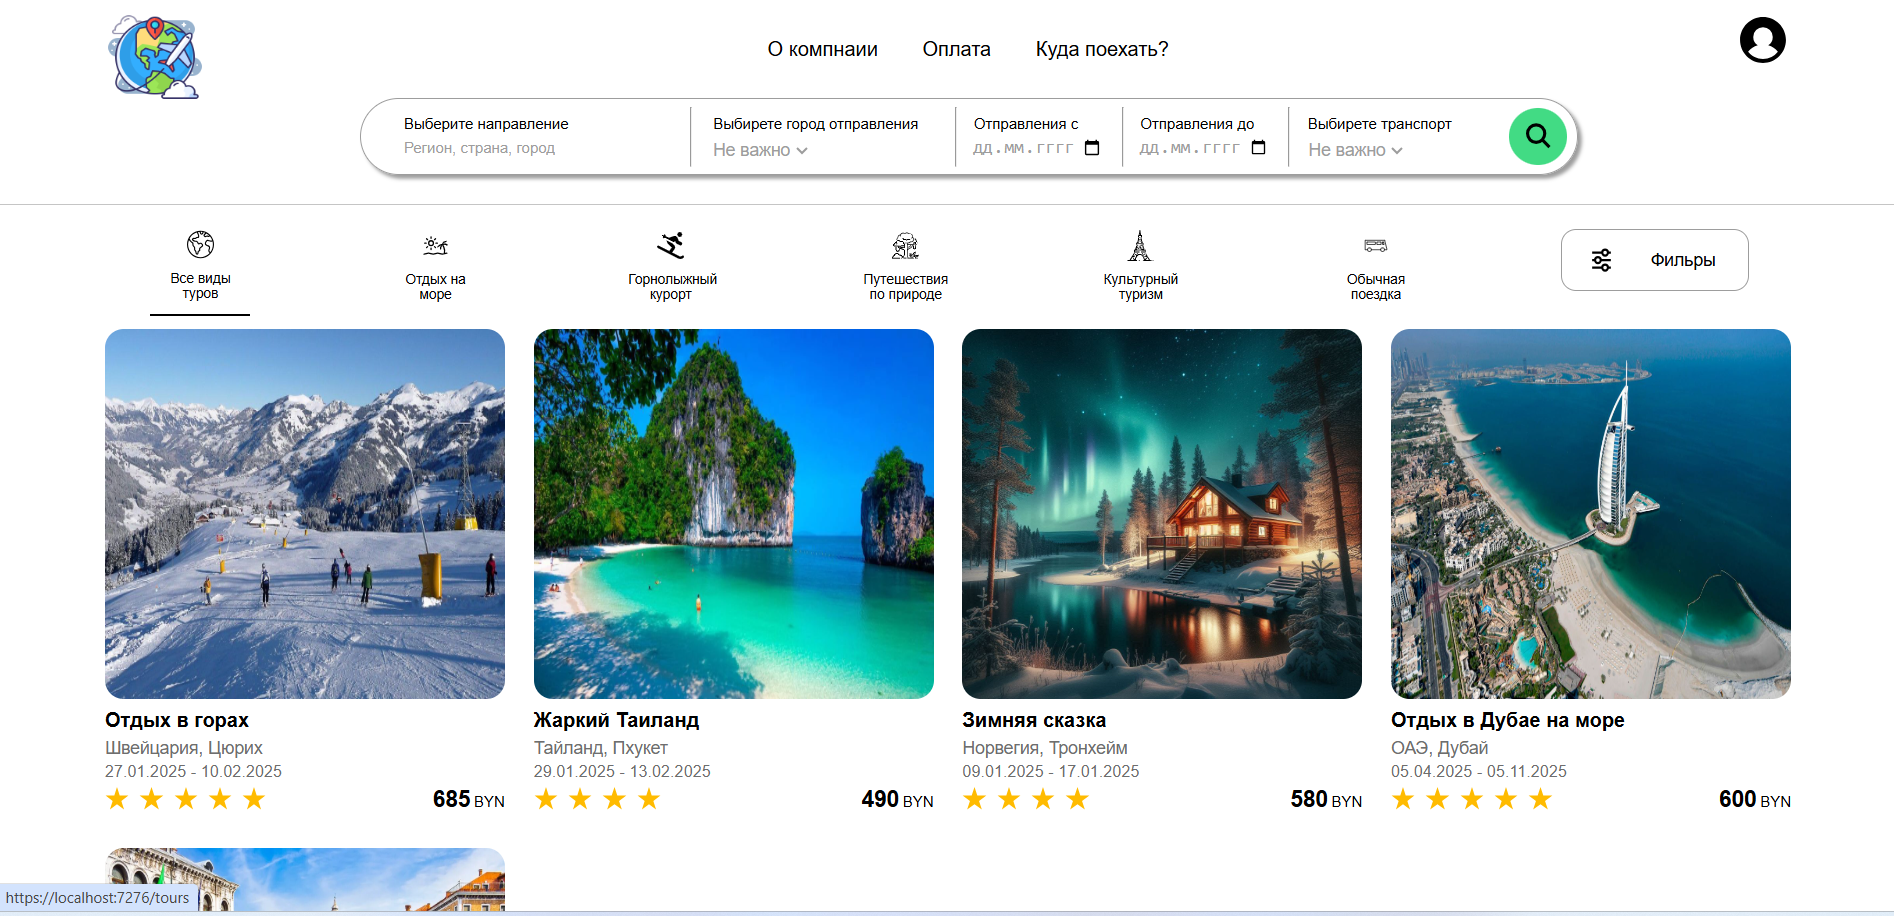 О компнаии
Оплата
Куда поехать?
Выберите направление
Регион, страна, город
Выбирете город отправления
Не важно
Отправления с
дд.мм.гггг
Отправления до
дд.мм.гггг
Выбирете транспорт
Не важно
Все виды
туров
Отдых на
море
Горнолыжный
курорт
Путешествия
по природе
Культурный
туризм
Обычная
поездка
Фильры
Отдых в горах
Швейцария, Цюрих
27.01.2025 - 10.02.2025
685 BYN
Жаркий Таиланд
Тайланд, Пхукет
29.01.2025 - 13.02.2025
490 BYN
Зимняя сказка
Норвегия, Тронхейм
09.01.2025 - 17.01.2025
580 BYN
Отдых в Дубае на море
ОАЭ, Дубай
05.04.2025 - 05.11.2025
600 BYN
https://localhost:7276/tours